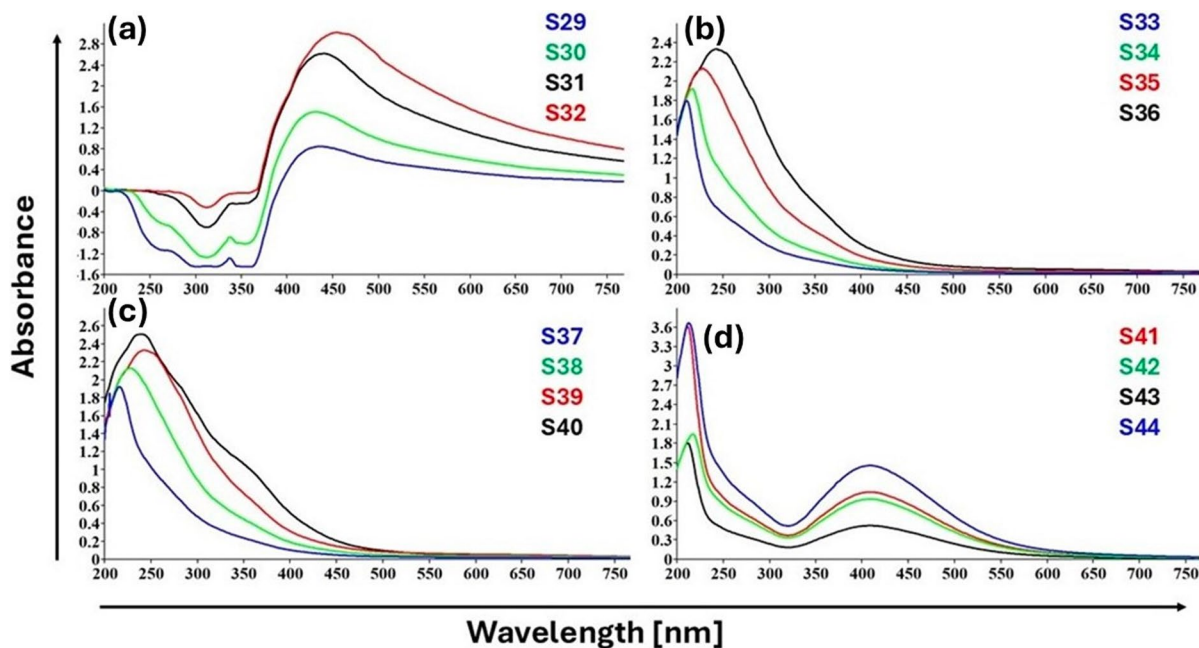 Absorbance
(a)
S29
S30
S31
S32
2.8
2.4
2
1.6
1.2
0.8
0.4
0
-0.4
-0.8
-1.2
-1.6
200 250 300 350 400 450 500 550 600 650 700 750
(b)
S33
S34
S35
S36
2.4
2.2
2
1.8
1.6
1.4
1.2
1
0.8
0.6
0.4
0.2
0
200 250 300 350 400 450 500 550 600 650 700 750
(c)
S37
S38
S39
S40
2.6
2.4
2.2
2
1.8
1.6
1.4
1.2
1
0.8
0.6
0.4
0.2
0
200 250 300 350 400 450 500 550 600 650 700 750
(d)
S41
S42
S43
S44
3.6
3.3
3
2.7
2.4
2.1
1.8
1.5
1.2
0.9
0.6
0.3
0
200 250 300 350 400 450 500 550 600 650 700 750
Wavelength [nm]